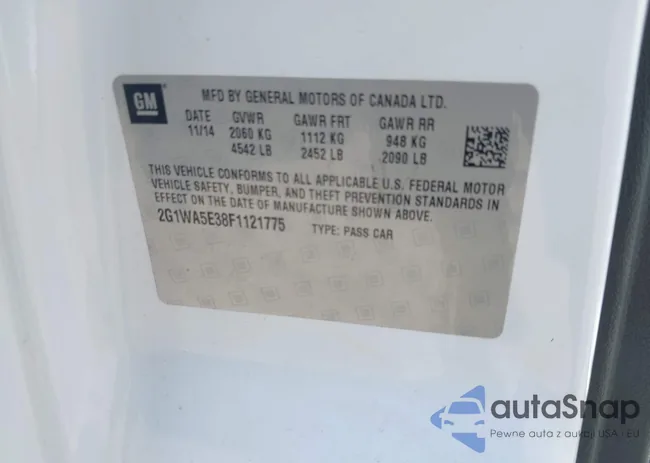 GM
MFD BY GENERAL MOTORS OF CANADA LTD.
DATE GVWR GAWR FRT GAWR RR
11/14 2060 KG 1112 KG 948 KG
4542 LB 2452 LB 2090 LB
THIS VEHICLE CONFORMS TO ALL APPLICABLE U.S. FEDERAL MOTOR
VEHICLE SAFETY, BUMPER, AND THEFT PREVENTION STANDARDS IN
EFFECT ON THE DATE OF MANUFACTURE SHOWN ABOVE.
2G1WA5E38F1121775 TYPE: PASS CAR
autaSnap
Pewne auta z aukcji USA i EU